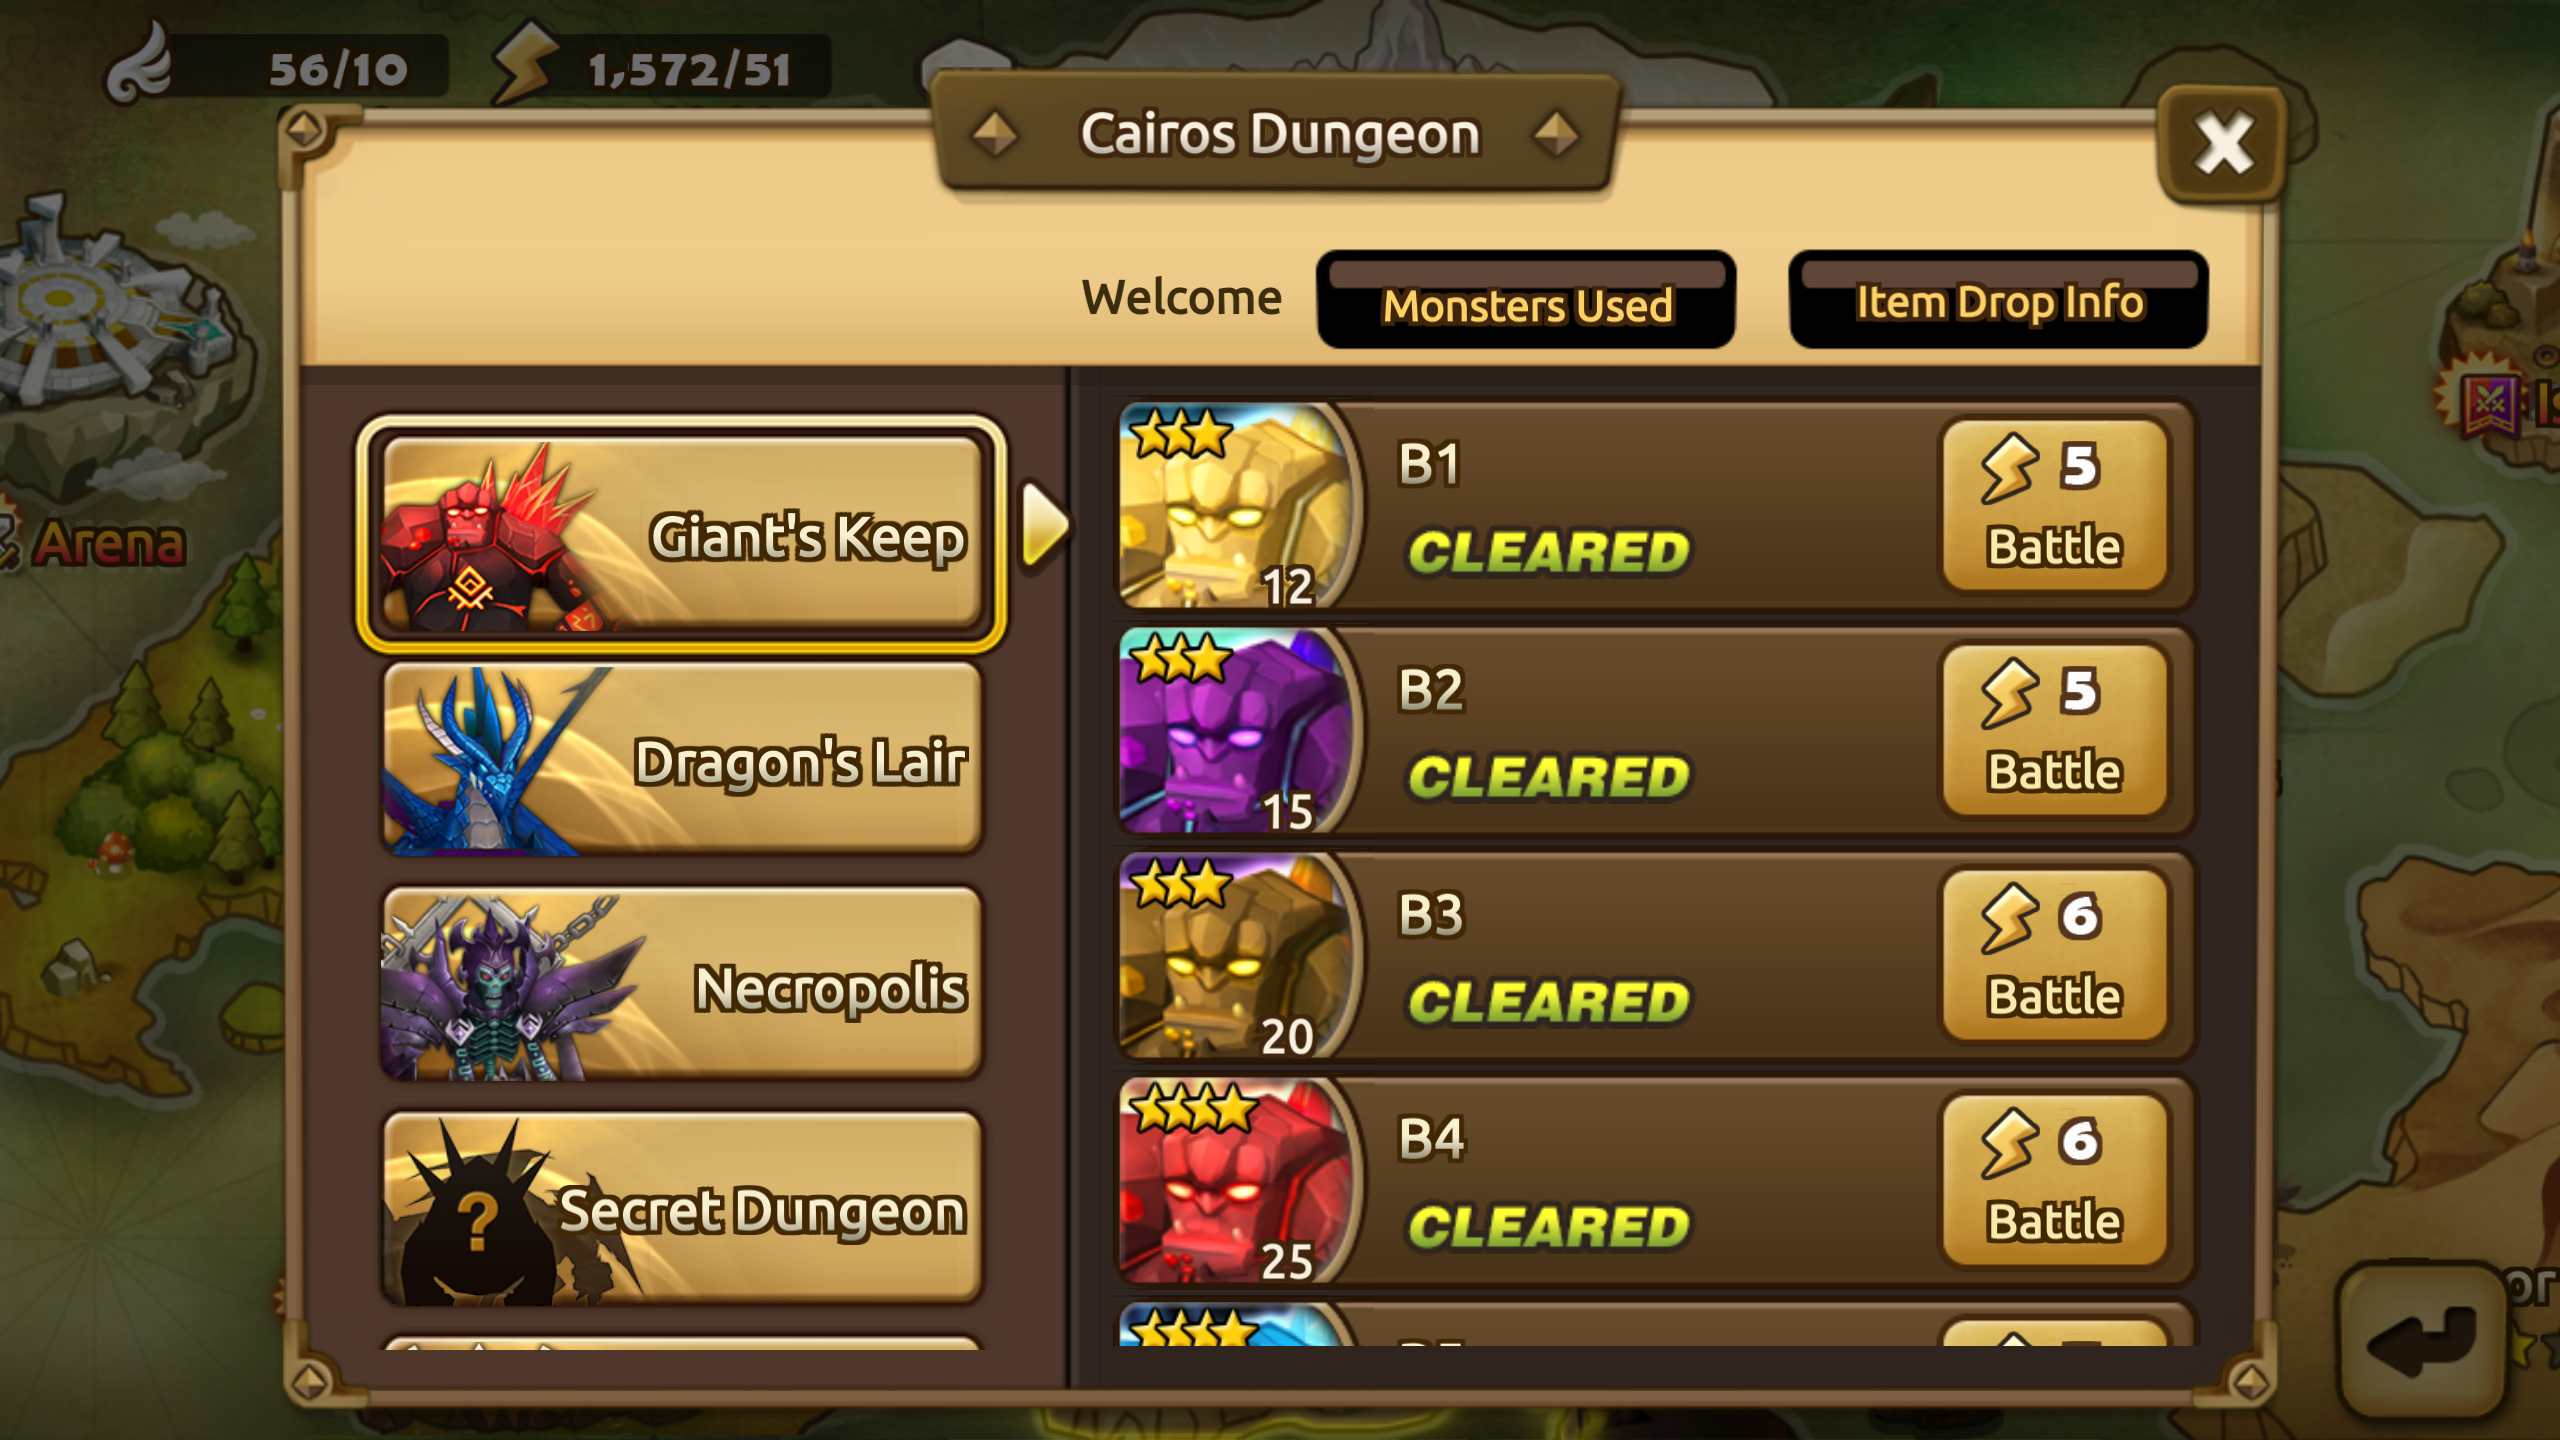 56/10
1,572/51
Cairos Dungeon
Welcome
Monsters Used
Item Drop Info
Arena
Giant's Keep
Dragon's Lair
Necropolis
?
Secret Dungeon
B1
CLEARED
12
5
Battle
B2
CLEARED
15
5
Battle
B3
CLEARED
20
6
Battle
B4
CLEARED
25
6
Battle